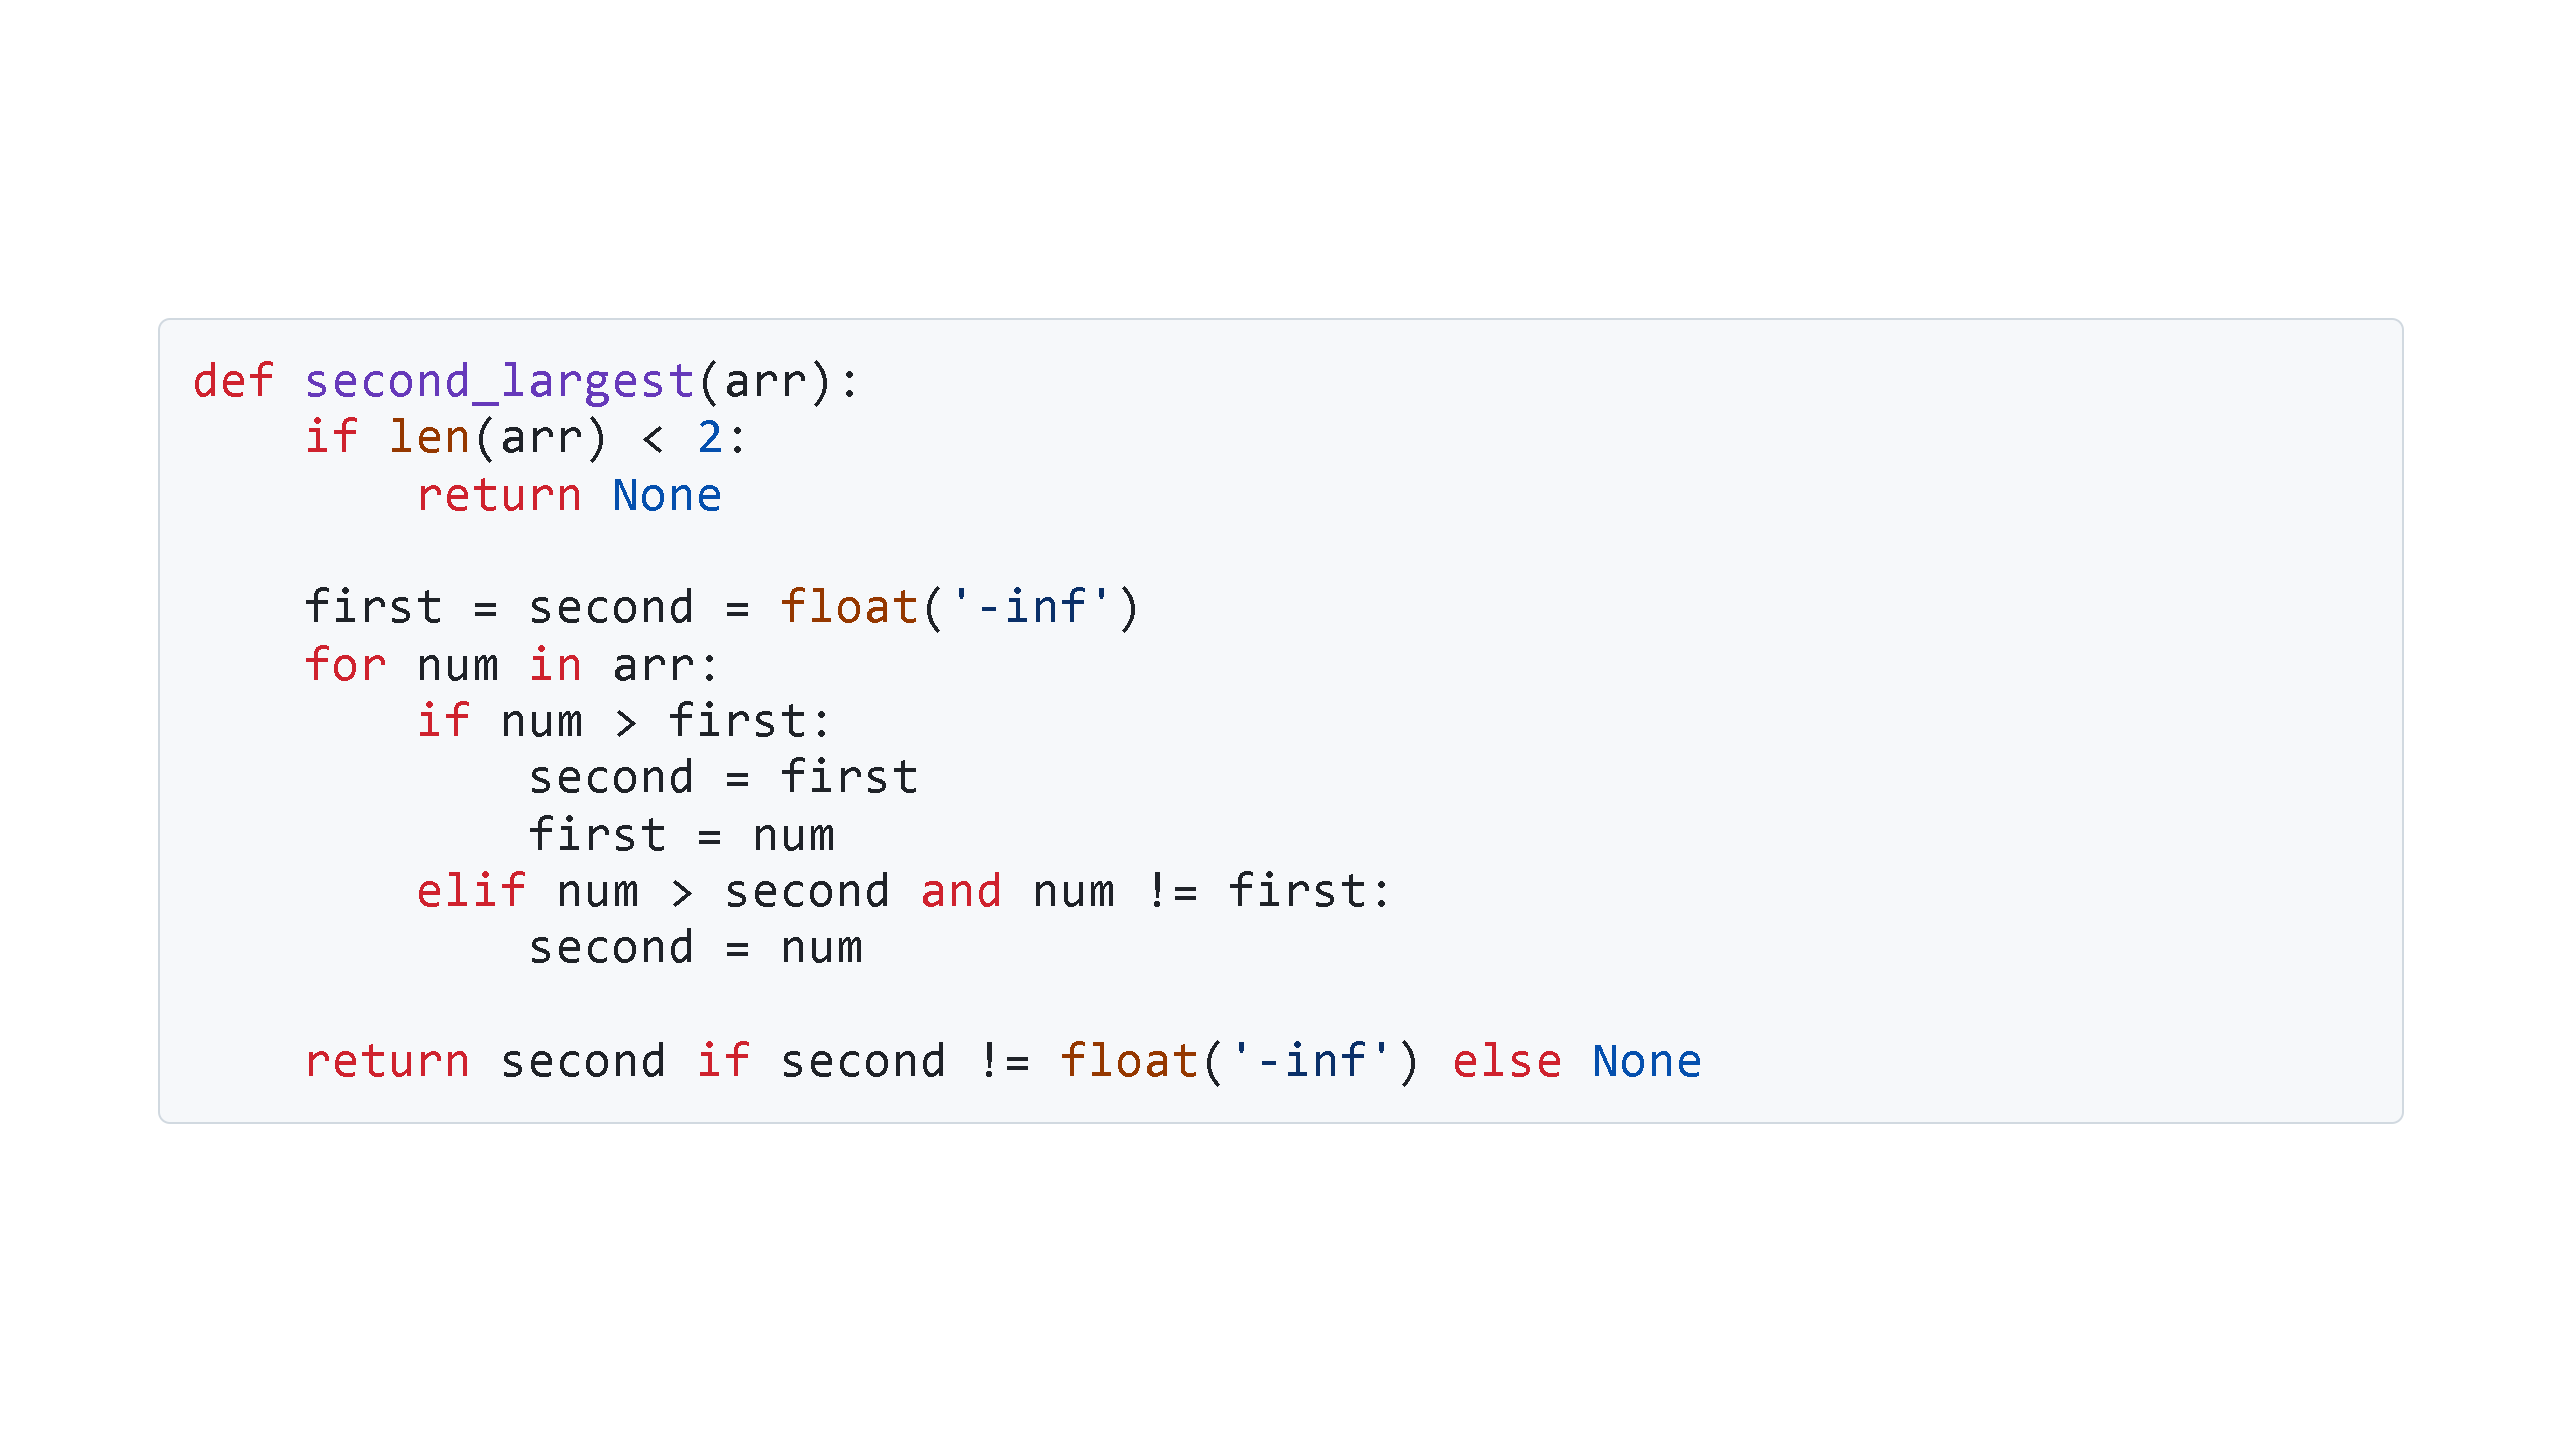 def second_largest(arr):
    if len(arr) < 2:
        return None

    first = second = float('-inf')
    for num in arr:
        if num > first:
            second = first
            first = num
        elif num > second and num != first:
            second = num

    return second if second != float('-inf') else None